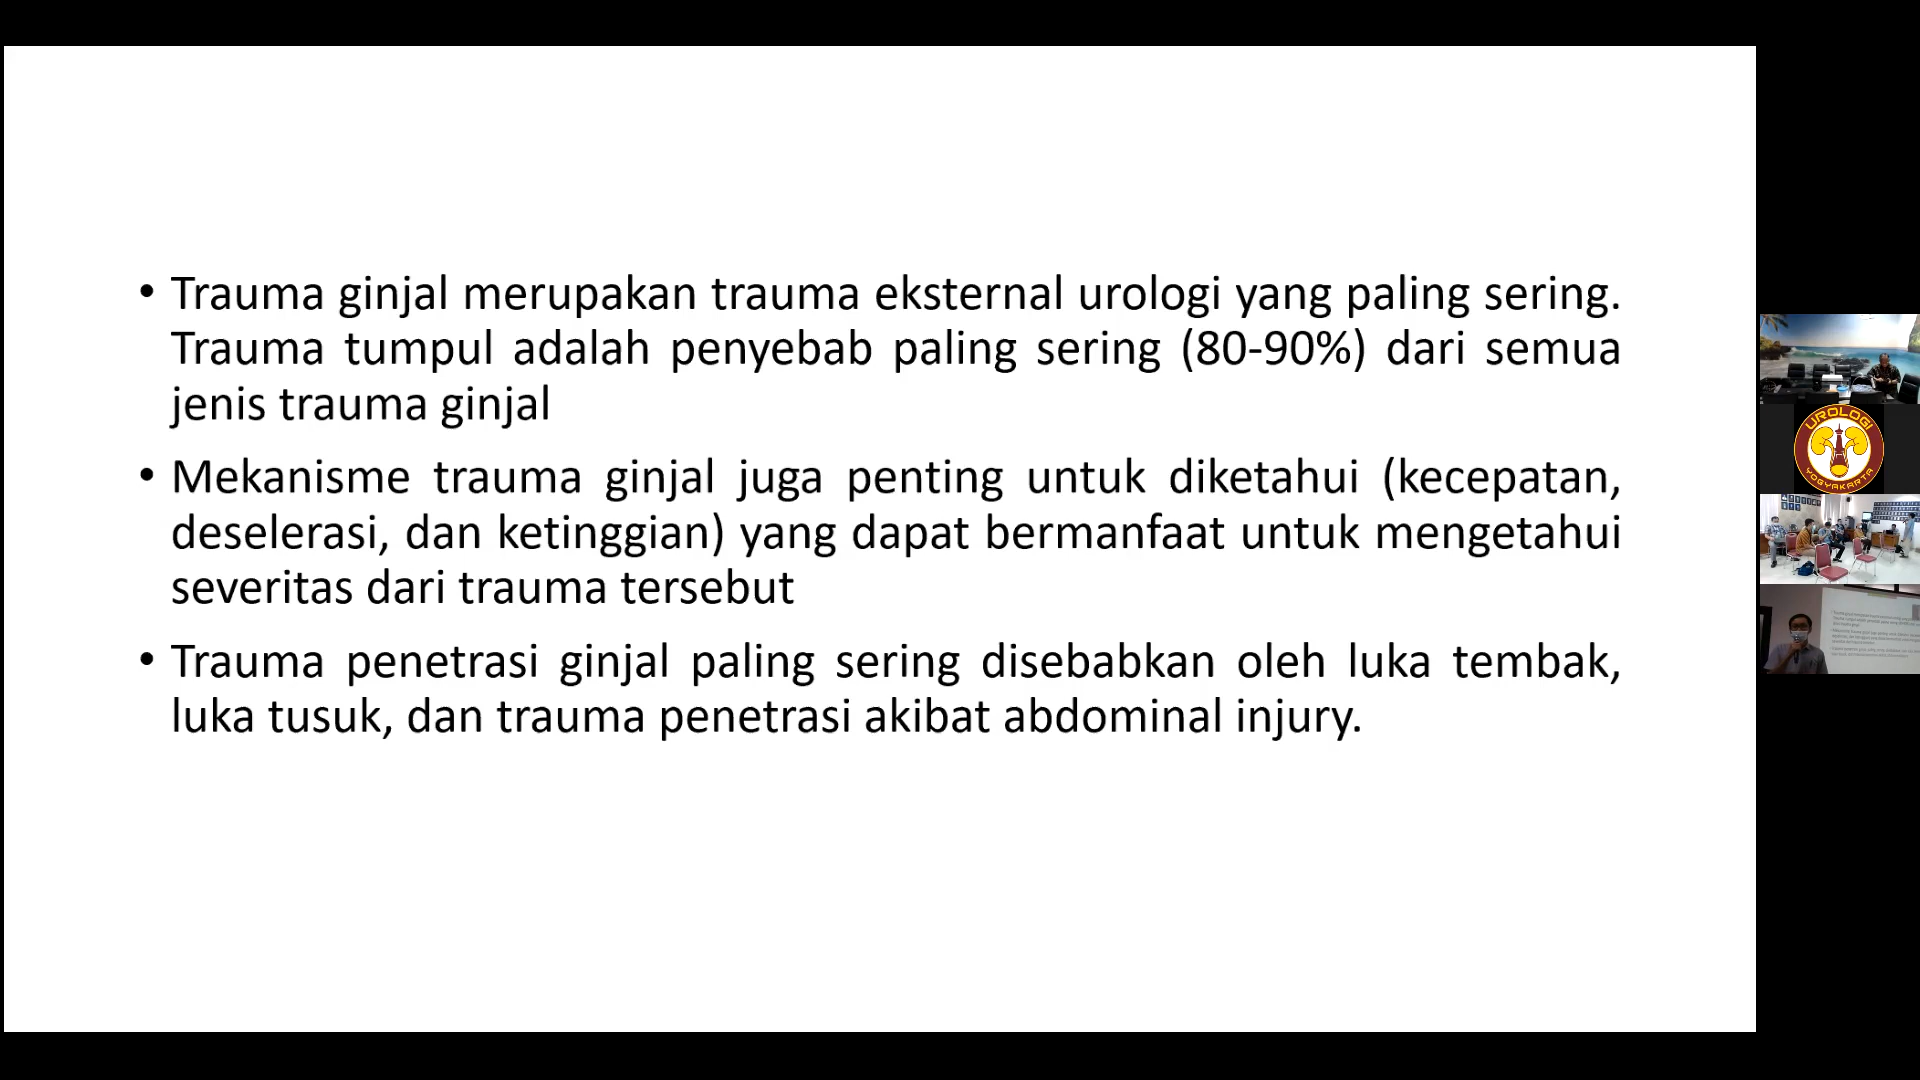 • Trauma ginjal merupakan trauma eksternal urologi yang paling sering.
Trauma tumpul adalah penyebab paling sering (80-90%) dari semua
jenis trauma ginjal
• Mekanisme trauma ginjal juga penting untuk diketahui (kecepatan,
deselerasi, dan ketinggian) yang dapat bermanfaat untuk mengetahui
severitas dari trauma tersebut
• Trauma penetrasi ginjal paling sering disebabkan oleh luka tembak,
luka tusuk, dan trauma penetrasi akibat abdominal injury.
UROLOGI
YOGYAKARTA